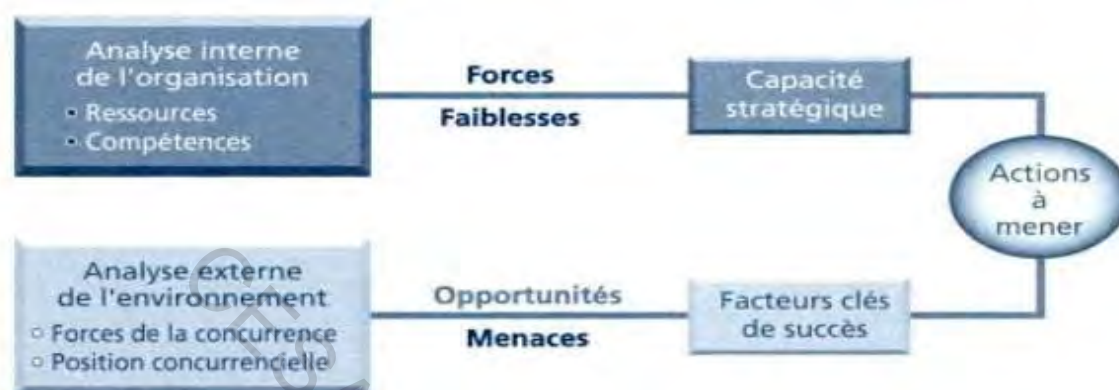 Analyse interne
de l'organisation
▪ Ressources
▪ Compétences
Forces
Faiblesses
Capacité
stratégique
Actions
à
mener
Analyse externe
de l'environnement
○ Forces de la concurrence
○ Position concurrencielle
Opportunités
Menaces
Facteurs clés
de succès